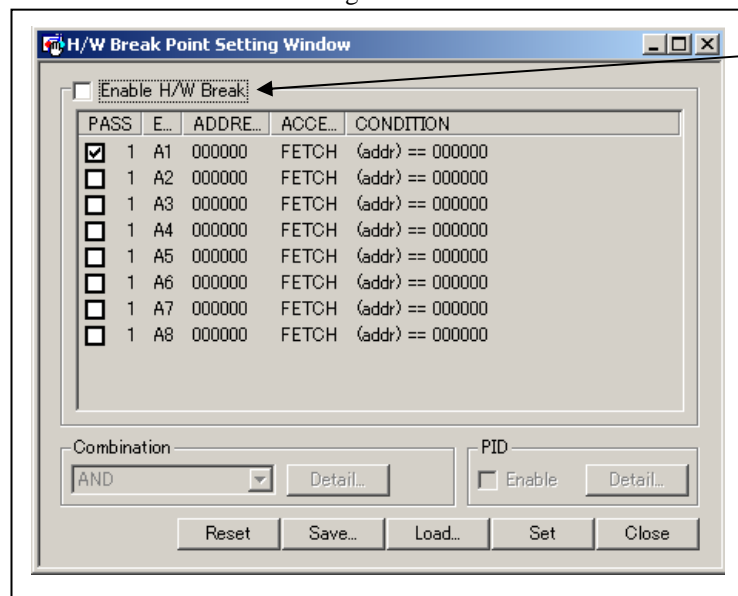 H/W Break Point Setting Window
Enable H/W Break
PASS E... ADDRE... ACCE... CONDITION
1 A1 000000 FETCH (addr) == 000000
1 A2 000000 FETCH (addr) == 000000
1 A3 000000 FETCH (addr) == 000000
1 A4 000000 FETCH (addr) == 000000
1 A5 000000 FETCH (addr) == 000000
1 A6 000000 FETCH (addr) == 000000
1 A7 000000 FETCH (addr) == 000000
1 A8 000000 FETCH (addr) == 000000
Combination PID
AND Detail... Enable Detail...
Reset Save... Load... Set Close